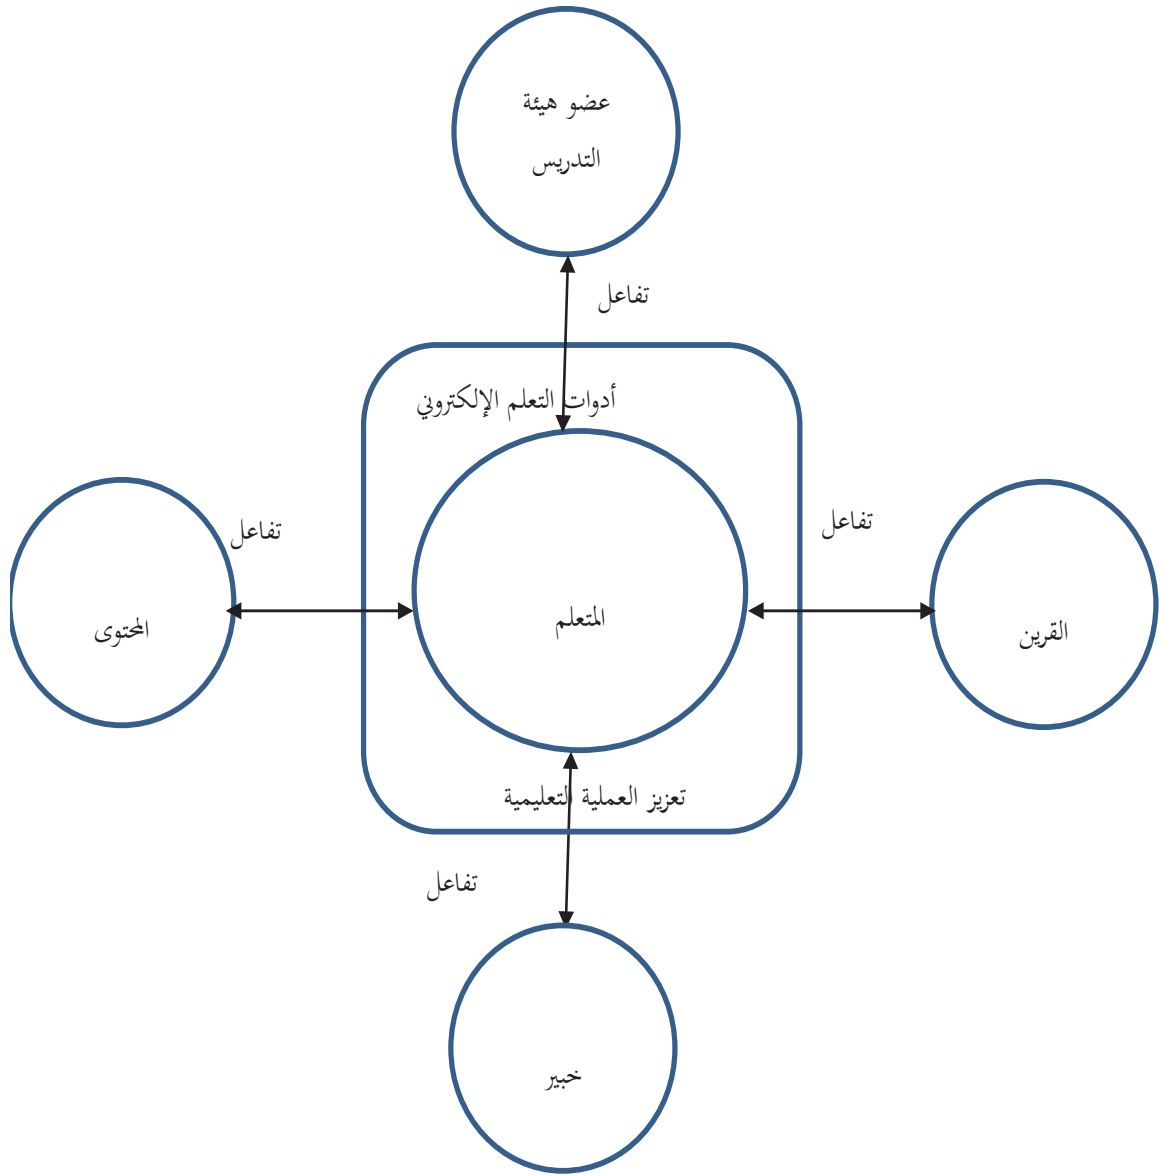 عضو هيئة
التدريس
تفاعل
أدوات التعلم الإلكتروني
تفاعل
تفاعل
المتعلم
القرين
المحتوى
تعزيز العملية التعليمية
تفاعل
خبير